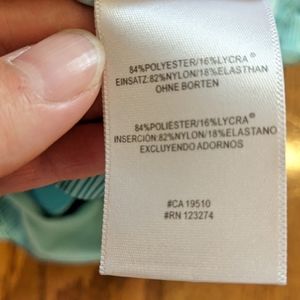 84%POLYESTER/16%LYCRA®
EINSATZ:82%NYLON/18%ELASTHAN
OHNE BORTEN
84%POLIESTER/16%LYCRA®
INSERCIÓN:82%NYLON/18%ELASTANO
EXCLUYENDO ADORNOS
#CA 19510
#RN 123274